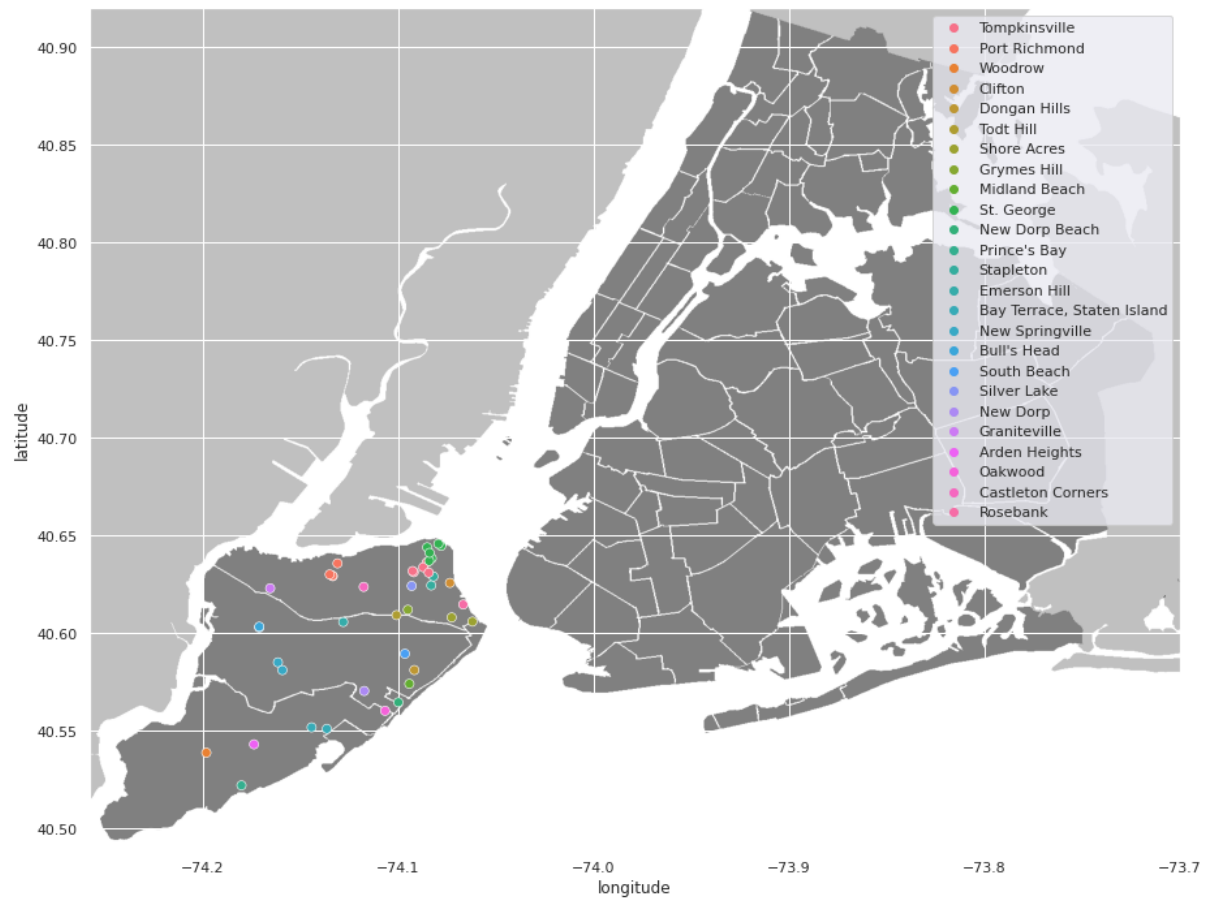 40.90
40.85
40.80
40.75
40.70
40.65
40.60
40.55
40.50
latitude
−74.2
−74.1
−74.0
−73.9
−73.8
−73.7
longitude
Tompkinsville
Port Richmond
Woodrow
Clifton
Dongan Hills
Todt Hill
Shore Acres
Grymes Hill
Midland Beach
St. George
New Dorp Beach
Prince's Bay
Stapleton
Emerson Hill
Bay Terrace, Staten Island
New Springville
Bull's Head
South Beach
Silver Lake
New Dorp
Graniteville
Arden Heights
Oakwood
Castleton Corners
Rosebank